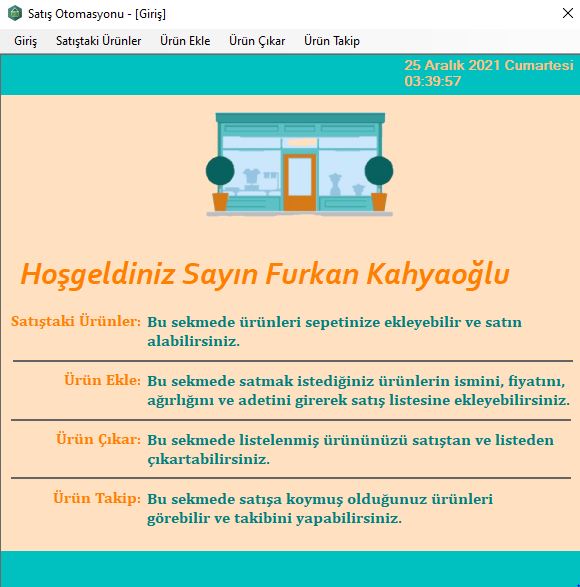 Satış Otomasyonu - [Giriş]
Giriş Satıştaki Ürünler Ürün Ekle Ürün Çıkar Ürün Takip
25 Aralık 2021 Cumartesi
03:39:57
Hoşgeldiniz Sayın Furkan Kahyaoğlu
Satıştaki Ürünler: Bu sekmede ürünleri sepetinize ekleyebilir ve satın
alabilirsiniz.
Ürün Ekle: Bu sekmede satmak istediğiniz ürünlerin ismini, fiyatını,
ağırlığını ve adetini girerek satış listesine ekleyebilirsiniz.
Ürün Çıkar: Bu sekmede listelenmiş ürününüzü satıştan ve listeden
çıkartabilirsiniz.
Ürün Takip: Bu sekmede satışa koymuş olduğunuz ürünleri
görebilir ve takibini yapabilirsiniz.